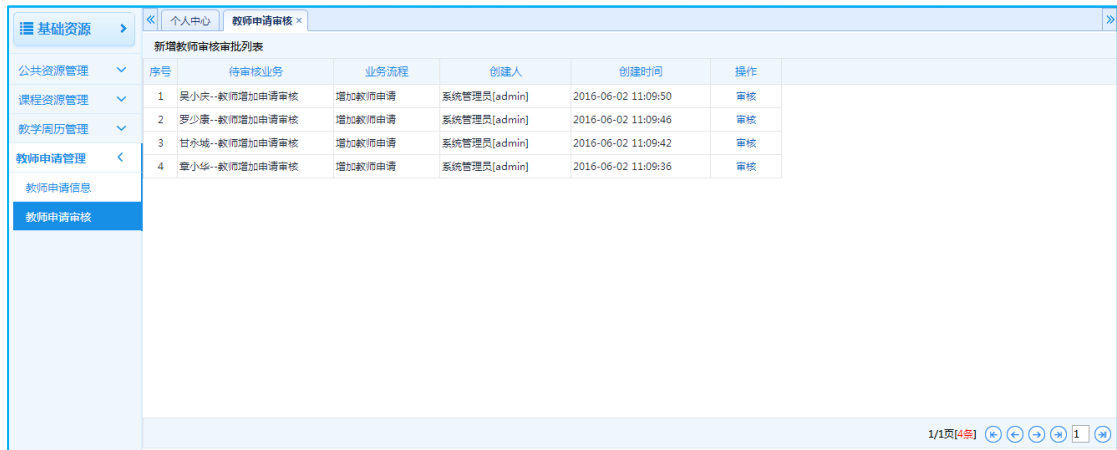 基础资源
公共资源管理
课程资源管理
教学周历管理
教师申请管理
教师申请信息
教师申请审核
个人中心 教师申请审核 ×
新增教师审核审批列表
序号 待审核业务 业务流程 创建人 创建时间 操作
1 吴小庆--教师增加申请审核 增加教师申请 系统管理员[admin] 2016-06-02 11:09:50 审核
2 罗少康--教师增加申请审核 增加教师申请 系统管理员[admin] 2016-06-02 11:09:46 审核
3 甘永城--教师增加申请审核 增加教师申请 系统管理员[admin] 2016-06-02 11:09:42 审核
4 章小华--教师增加申请审核 增加教师申请 系统管理员[admin] 2016-06-02 11:09:36 审核
1/1页[4条] 1